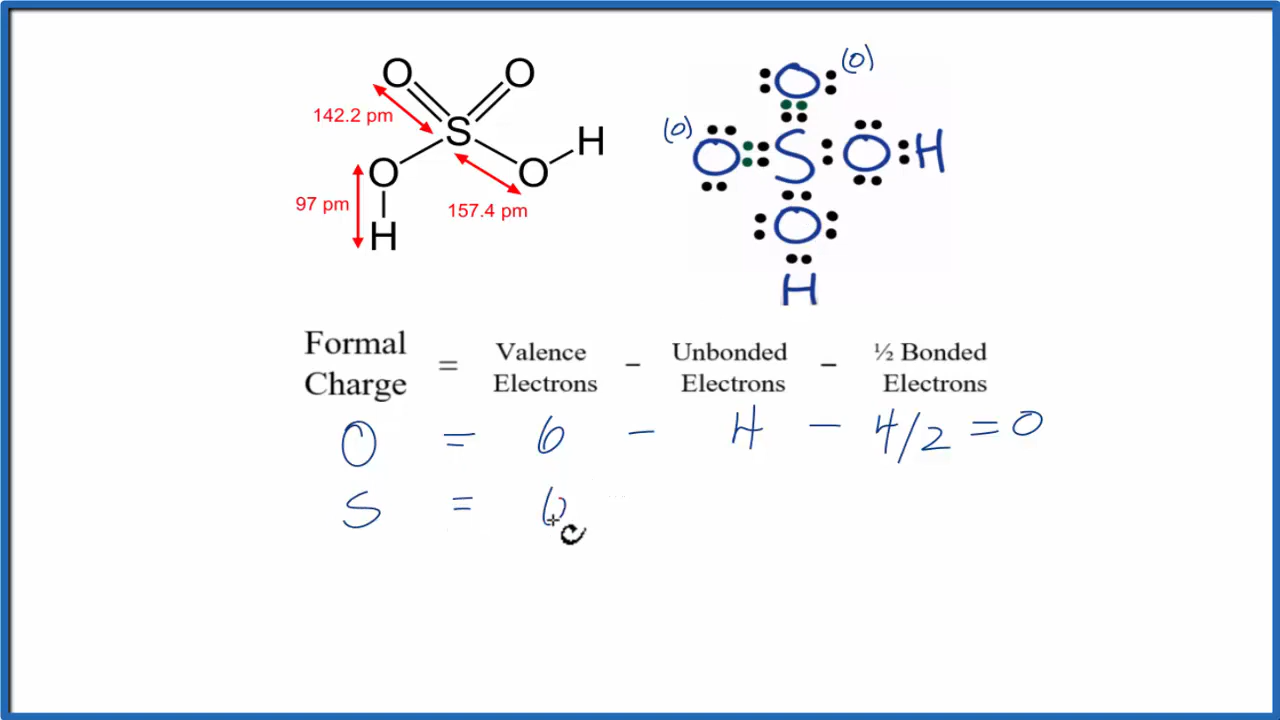 O O
142.2 pm
S
H
O O
97 pm
157.4 pm
H
O (0)
(0) O S O H
O
H
Formal Charge = Valence Electrons - Unbonded Electrons - ½ Bonded Electrons
O = 6 - 4 - 4/2 = 0
S = 6